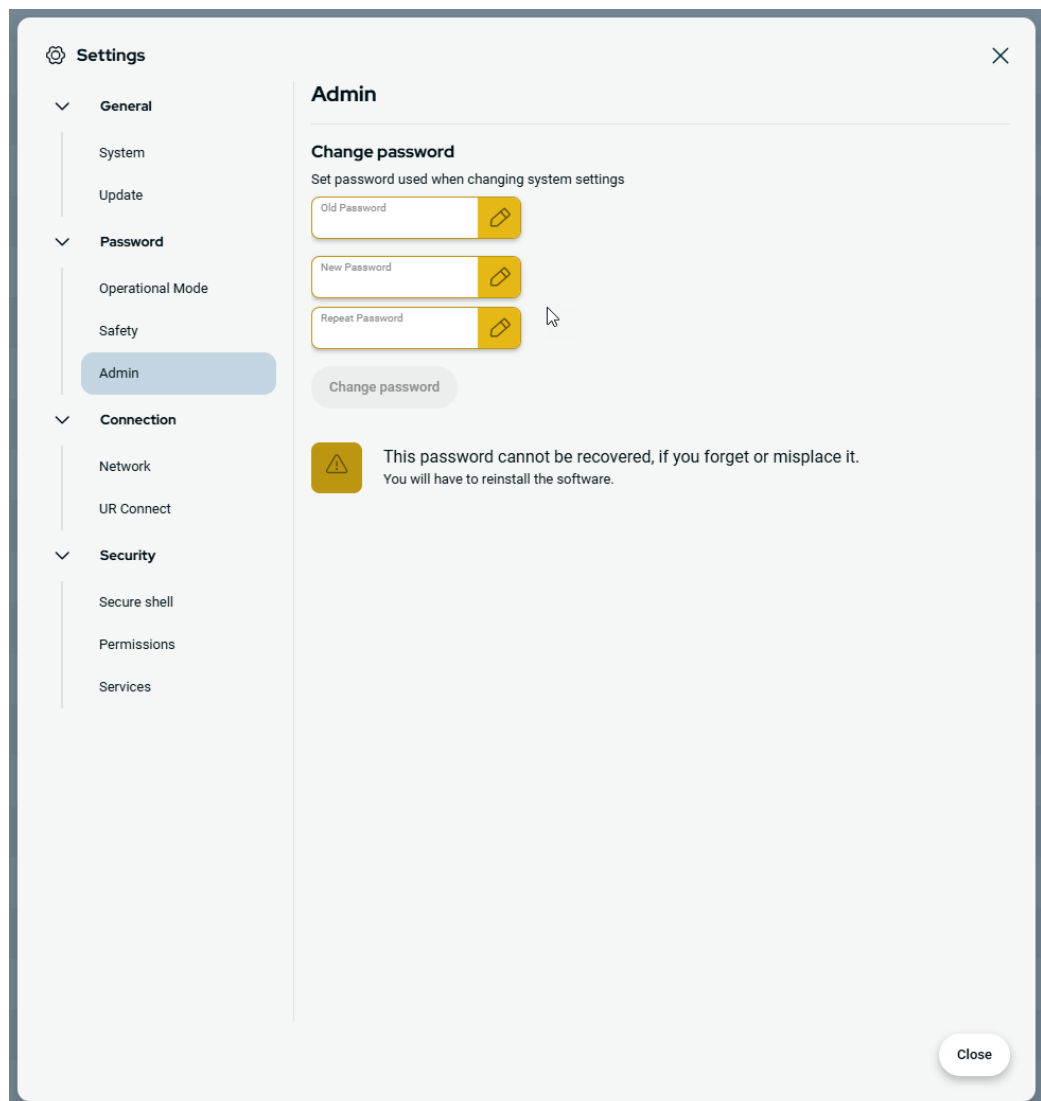 Settings
General
System
Update
Password
Operational Mode
Safety
Admin
Connection
Network
UR Connect
Security
Secure shell
Permissions
Services
Admin
Change password
Set password used when changing system settings
Old Password
New Password
Repeat Password
Change password
This password cannot be recovered, if you forget or misplace it.
You will have to reinstall the software.
Close